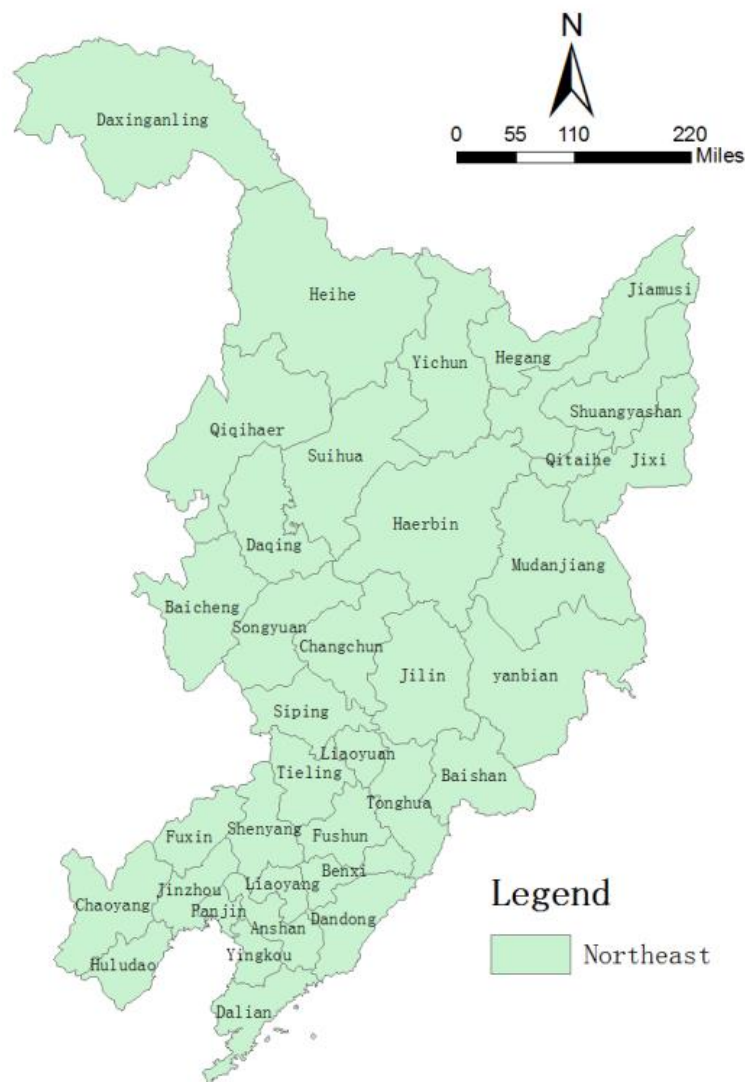 N
0 55 110 220
Miles
Daxinganling
Heihe
Jiamusi
Yichun
Hegang
Shuangyashan
Qiqihaer
Suihua
Qitaihe
Jixi
Haerbin
Daqing
Mudanjiang
Baicheng
Songyuan
Changchun
Jilin
yanbian
Siping
Liaoyuan
Tieling
Baishan
Tonghua
Fuxin
Shenyang
Fushun
Benxi
Chaoyang
Jinzhou
Liaoyang
Panjin
Anshan
Dandong
Huludao
Yingkou
Dalian
Legend
Northeast